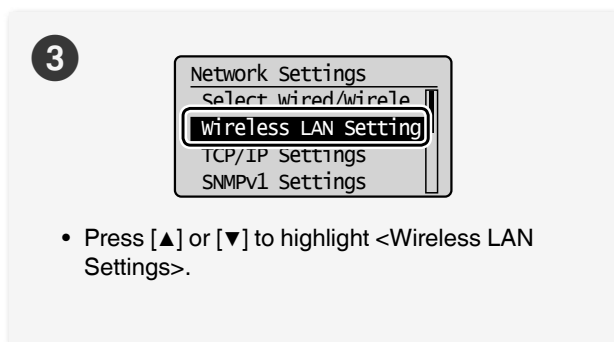 3
Network Settings
Select Wired/Wirele
Wireless LAN Setting
TCP/IP Settings
SNMPv1 Settings
• Press [▲] or [▼] to highlight <Wireless LAN
Settings>.